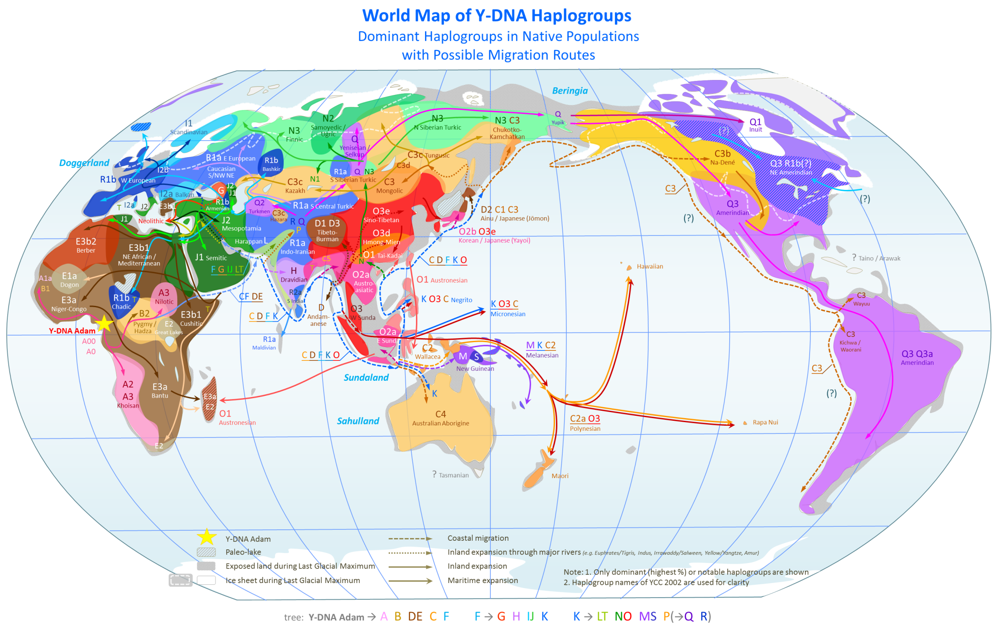 World Map of Y-DNA Haplogroups
Dominant Haplogroups in Native Populations
with Possible Migration Routes
Beringia
I1
Scandinavian
N2
Samoyedic /
Ugric
N3
Finnic
N3
N Siberian Turkic
N3 C3
Chukotko-
Kamchatkan
Q
Yupik
Q1
Inuit
(?)
Q
Yeniseian /
Selkup
Doggerland
R1a E European
Caucasian
S/NW NE
R1b
Bashkir
I2b
R1b
W European
C3c Tungusic
C3d
R1a
Q N3
S Siberian Turkic
N1
C3c
Kazakh
C3
Mongolic
C3b
Na-Dené
Q3 R1b(?)
NE Amerindian
C3
(?)
G
J2
J1
I2a Balkan
R1b
Armenian
T
I2a
J2
E3b1
Q2
Turkmen
C3c
Hazara
R1a S Central Turkic
O3e
Sino-Tibetan
D2 C1 C3
Ainu / Japanese (Jōmon)
Q3
Amerindian
(?)
J1
Neolithic
J2
Mesopotamia
R Q
P
D1 D3
Tibeto-
Burman
O3d
Hmong-Mien
O2b O3e
Korean / Japanese (Yayoi)
E3b2
Berber
E3b1
NE African /
Mediterranean
Harappan L
R1a
Indo-Iranian
O1 Tai-Kadai
N
C5
T
J1 Semitic
F G IJ LT
C D F K O
? Taino / Arawak
Hawaiian
A1a
B1
E1a
Dogon
H
Dravidian
O2a
Austro-
asiatic
O1 Austronesian
E3a
Niger-Congo
R1b T
Chadic
A3
Nilotic
CF DE
R2a
S India
K O3 C Negrito
K O3 C
Micronesian
C3
Wayuu
B2
Pygmy /
Hadza
E3b1
Cushitic
T
C D F K
D
Andam-
anese
O3
W Sunda
E2
Great Lakes
Y-DNA Adam
A00
A0
R1a
Maldivian
O2a
E Sunda
C2
Wallacea
M K C2
Melanesian
C3
Kichwa /
Waorani
C D F K O
M S
New Guinean
Q3 Q3a
Amerindian
C3
Sundaland
A2
A3
Khoisan
E3a
Bantu
E3a
E2
K
(?)
O1
Austronesian
Sahulland
C4
Australian Aborigine
C2a O3
Polynesian
Rapa Nui
E2
? Tasmanian
Maori
Y-DNA Adam
Paleo-lake
Exposed land during Last Glacial Maximum
Ice sheet during Last Glacial Maximum
Coastal migration
Inland expansion through major rivers (e.g. Euphrates/Tigris, Indus, Irrawaddy/Salween, Yellow/Yangtze, Amur)
Inland expansion
Maritime expansion
Note: 1. Only dominant (highest %) or notable haplogroups are shown
2. Haplogroup names of YCC 2002 are used for clarity
tree: Y-DNA Adam → A B DE C F F → G H IJ K K → LT NO MS P(→Q R)